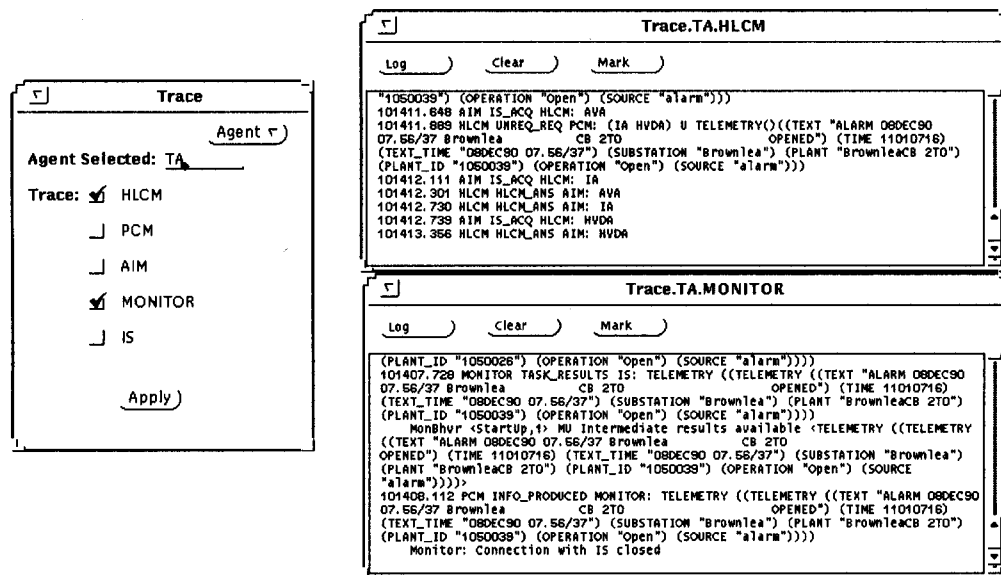 Trace
Agent
Agent Selected: TA
Trace: HLCM
PCM
AIM
MONITOR
IS
Apply
Trace.TA.HLCM
Log Clear Mark
"1050039") (OPERATION "Open") (SOURCE "alarm")))
101411.648 AIM IS_ACQ HLCM: AVA
101411.889 HLCM UNREQ_REQ PCM: (IA HVDA) U TELEMETRY()((TEXT "ALARM 08DEC90
07.56/37 Brownlea CB 2TO OPENED") (TIME 11010716)
(TEXT_TIME "08DEC90 07.56/37") (SUBSTATION "Brownlea") (PLANT "BrownleaCB 2TO")
(PLANT_ID "1050039") (OPERATION "Open") (SOURCE "alarm")))
101412.111 AIM IS_ACQ HLCM: IA
101412.301 HLCM HLCM_ANS AIM: AVA
101412.730 HLCM HLCM_ANS AIM: IA
101412.739 AIM IS_ACQ HLCM: HVDA
101413.356 HLCM HLCM_ANS AIM: HVDA
Trace.TA.MONITOR
Log Clear Mark
(PLANT_ID "1050026") (OPERATION "Open") (SOURCE "alarm"))))
101407.728 MONITOR TASK_RESULTS IS: TELEMETRY ((TELEMETRY ((TEXT "ALARM 08DEC90
07.56/37 Brownlea CB 2TO OPENED") (TIME 11010716)
(TEXT_TIME "08DEC90 07.56/37") (SUBSTATION "Brownlea") (PLANT "BrownleaCB 2TO")
(PLANT_ID "1050039") (OPERATION "Open") (SOURCE "alarm"))))
MonBhvr <StartUp,1> MU Intermediate results available <TELEMETRY ((TELEMETRY
((TEXT "ALARM 08DEC90 07.56/37 Brownlea CB 2TO
OPENED") (TIME 11010716) (TEXT_TIME "08DEC90 07.56/37") (SUBSTATION "Brownlea")
(PLANT "BrownleaCB 2TO") (PLANT_ID "1050039") (OPERATION "Open") (SOURCE
"alarm"))))>
101408.112 PCM INFO_PRODUCED MONITOR: TELEMETRY ((TELEMETRY ((TEXT "ALARM 08DEC90
07.56/37 Brownlea CB 2TO OPENED") (TIME 11010716)
(TEXT_TIME "08DEC90 07.56/37") (SUBSTATION "Brownlea") (PLANT "BrownleaCB 2TO")
(PLANT_ID "1050039") (OPERATION "Open") (SOURCE "alarm"))))
Monitor: Connection with IS closed